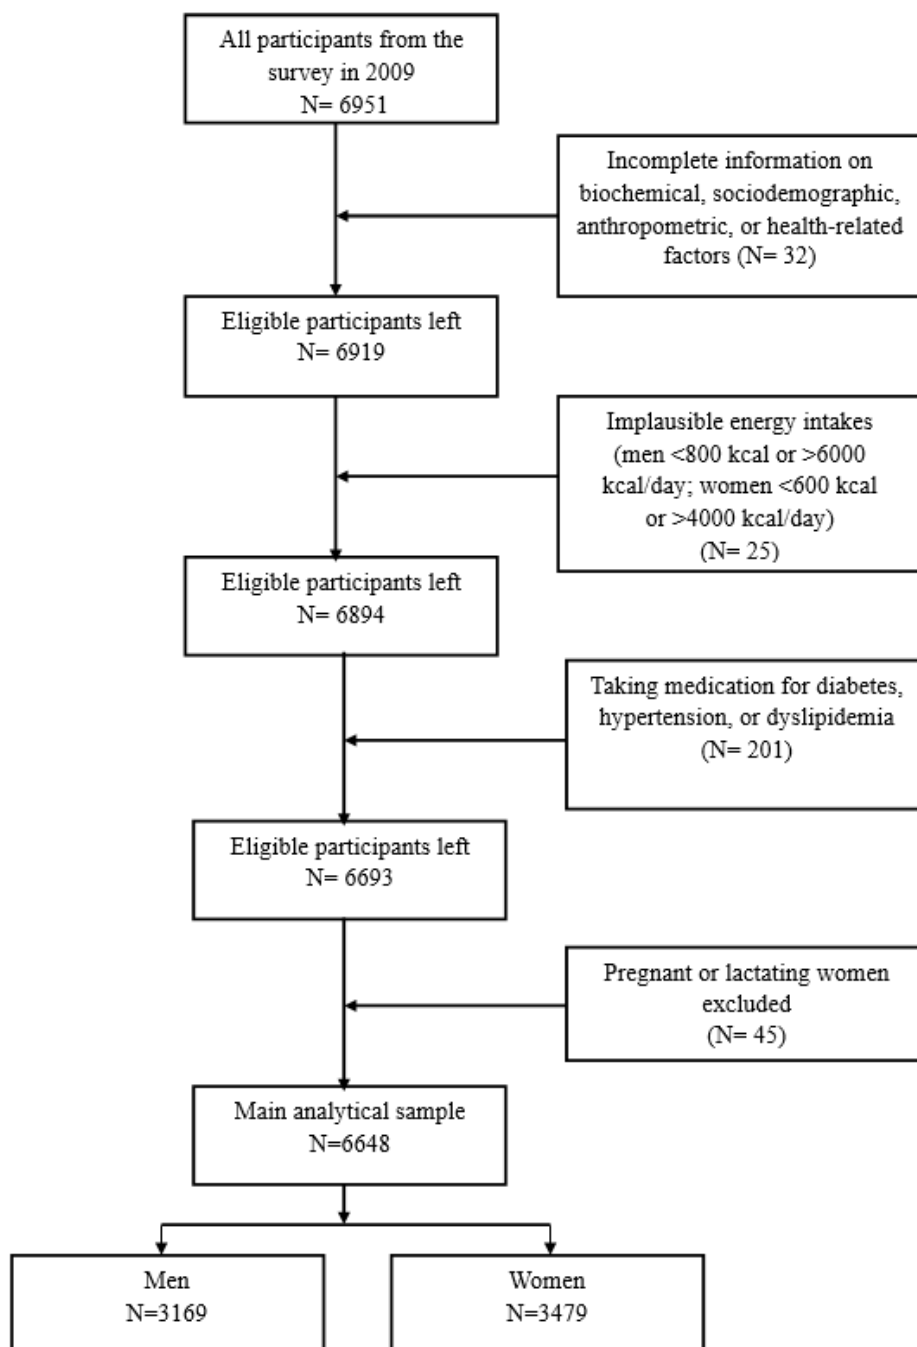 All participants from the
survey in 2009
N= 6951
Incomplete information on
biochemical, sociodemographic,
anthropometric, or health-related
factors (N= 32)
Eligible participants left
N= 6919
Implausible energy intakes
(men <800 kcal or >6000
kcal/day; women <600 kcal
or >4000 kcal/day)
(N= 25)
Eligible participants left
N= 6894
Taking medication for diabetes,
hypertension, or dyslipidemia
(N= 201)
Eligible participants left
N= 6693
Pregnant or lactating women
excluded
(N= 45)
Main analytical sample
N=6648
Men
N=3169
Women
N=3479